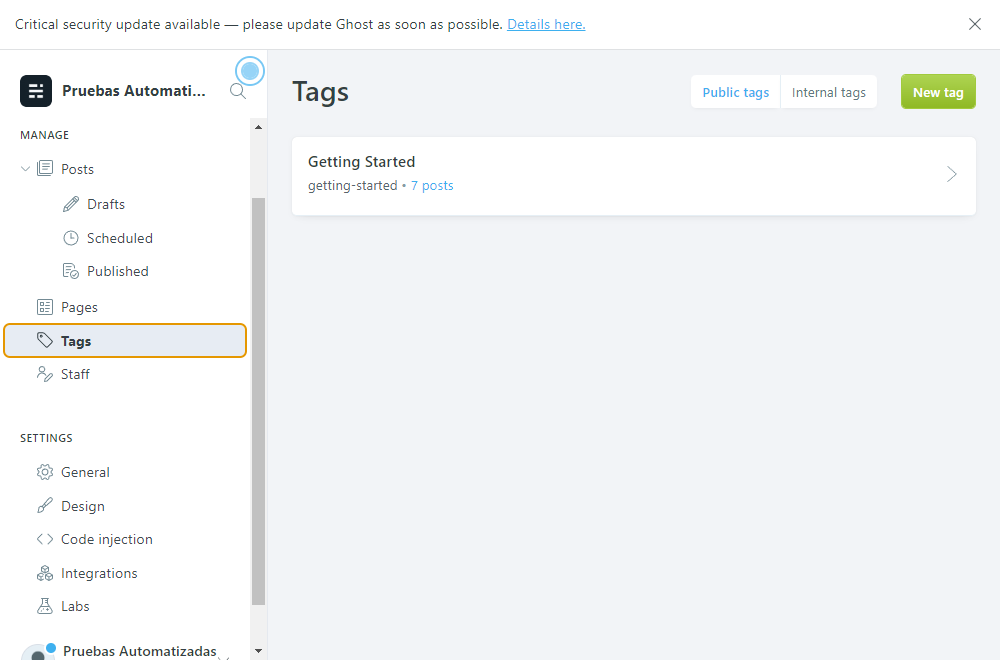 Critical security update available — please update Ghost as soon as possible. Details here.
Pruebas Automati...
MANAGE
Posts
Drafts
Scheduled
Published
Pages
Tags
Staff
SETTINGS
General
Design
Code injection
Integrations
Labs
Pruebas Automatizadas
Tags
Public tags
Internal tags
New tag
Getting Started
getting-started • 7 posts